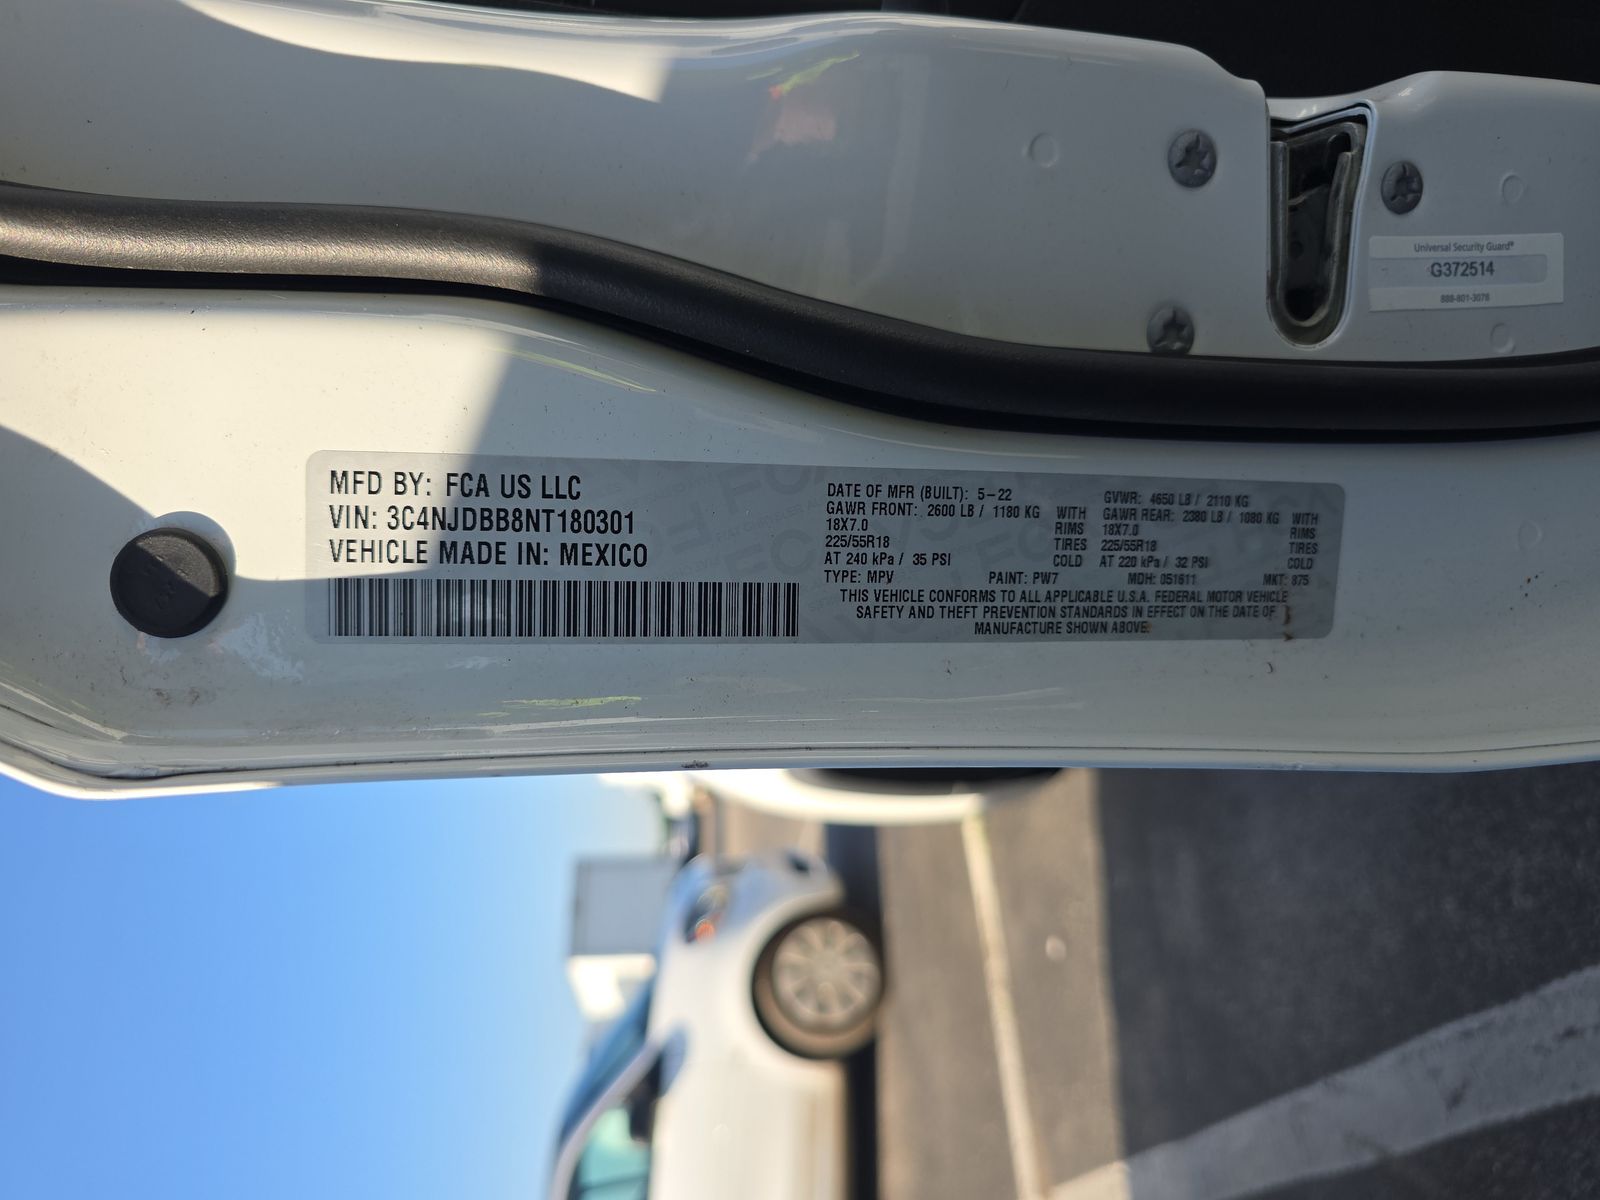 Universal Security Guard®
G372514
888-801-3078
MFD BY: FCA US LLC
VIN: 3C4NJDBB8NT180301
VEHICLE MADE IN: MEXICO
DATE OF MFR (BUILT): 5-22 GVWR: 4650 LB / 2110 KG
GAWR FRONT: 2600 LB / 1180 KG WITH GAWR REAR: 2380 LB / 1080 KG WITH
18X7.0 RIMS 18X7.0 RIMS
225/55R18 TIRES 225/55R18 TIRES
AT 240 kPa / 35 PSI COLD AT 220 kPa / 32 PSI COLD
TYPE: MPV PAINT: PW7 MDH: 051611 MKT: 875
THIS VEHICLE CONFORMS TO ALL APPLICABLE U.S.A. FEDERAL MOTOR VEHICLE
SAFETY AND THEFT PREVENTION STANDARDS IN EFFECT ON THE DATE OF
MANUFACTURE SHOWN ABOVE.